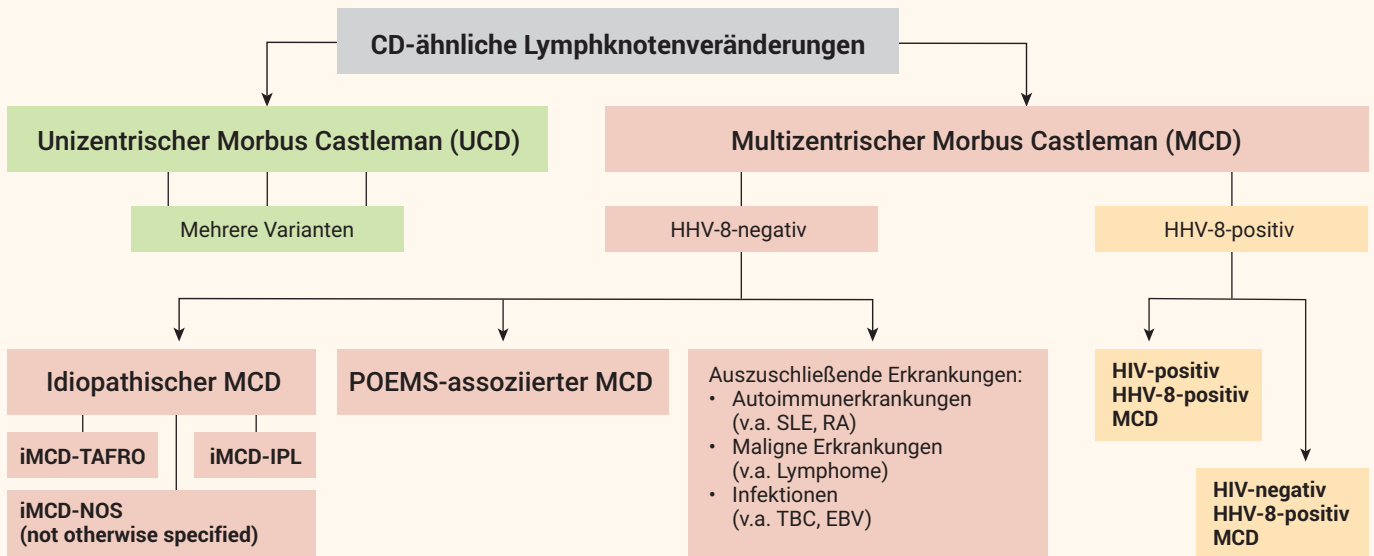 CD-ähnliche Lymphknotenveränderungen
Unizentrischer Morbus Castleman (UCD)
Multizentrischer Morbus Castleman (MCD)
Mehrere Varianten
HHV-8-negativ
HHV-8-positiv
Idiopathischer MCD
iMCD-TAFRO
iMCD-IPL
iMCD-NOS
(not otherwise specified)
POEMS-assoziierter MCD
Auszuschließende Erkrankungen:
• Autoimmunerkrankungen
(v.a. SLE, RA)
• Maligne Erkrankungen
(v.a. Lymphome)
• Infektionen
(v.a. TBC, EBV)
HIV-positiv
HHV-8-positiv
MCD
HIV-negativ
HHV-8-positiv
MCD